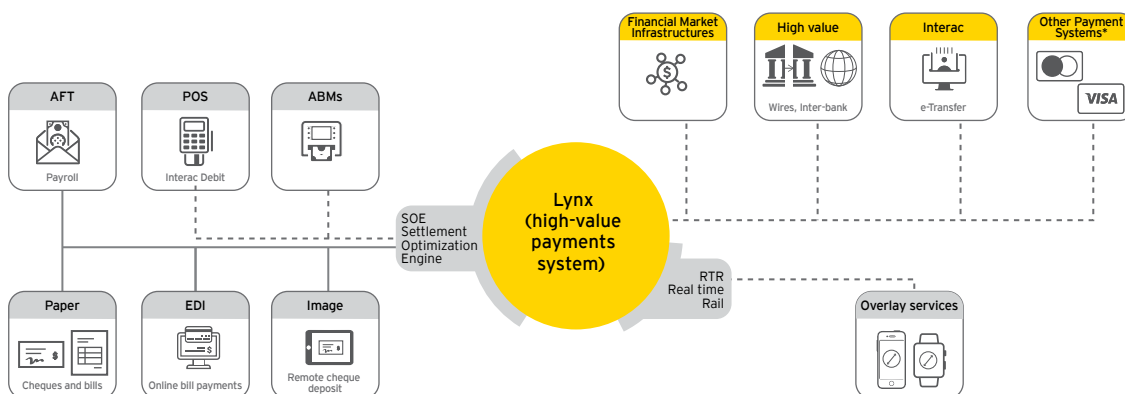 Financial Market
Infrastructures
High value
Wires, Inter-bank
Interac
e-Transfer
Other Payment
Systems*
VISA
AFT
Payroll
POS
Interac Debit
ABMs
SOE
Settlement
Optimization
Engine
Lynx
(high-value
payments
system)
RTR
Real time
Rail
Paper
Cheques and bills
EDI
Online bill payments
Image
Remote cheque
deposit
Overlay services